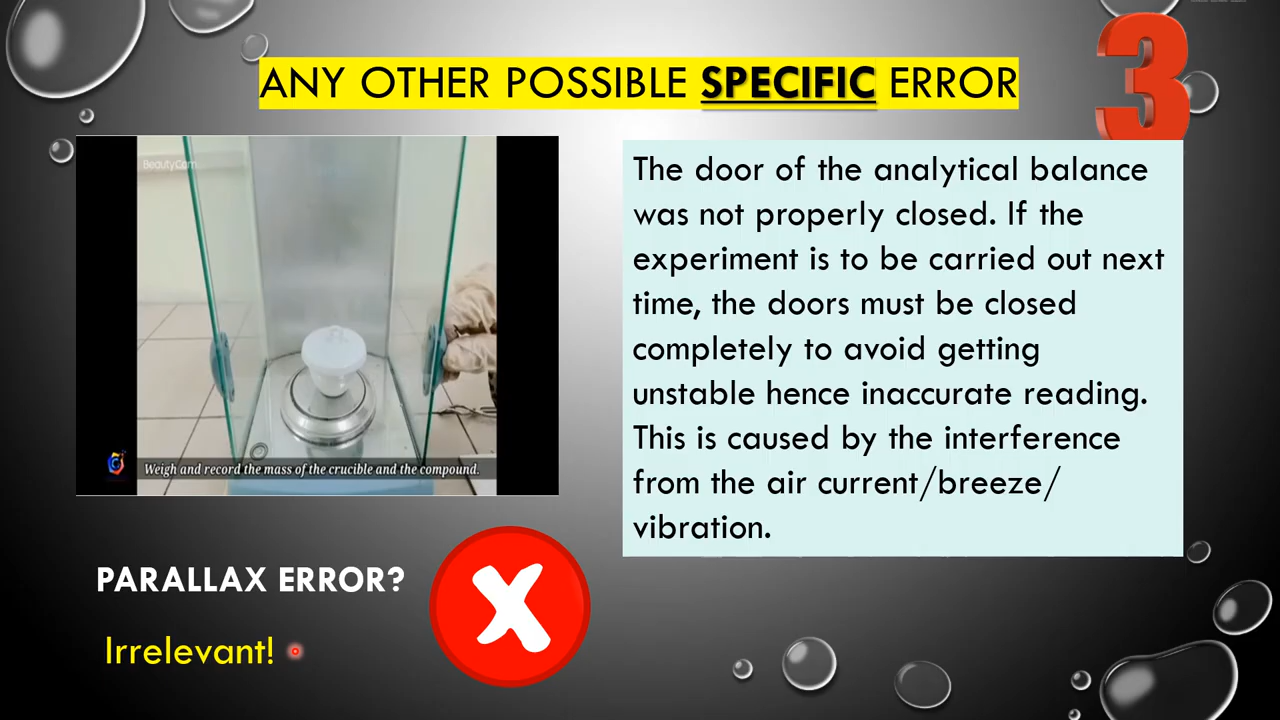 3
ANY OTHER POSSIBLE SPECIFIC ERROR
BeautyCam
Weigh and record the mass of the crucible and the compound.
The door of the analytical balance
was not properly closed. If the
experiment is to be carried out next
time, the doors must be closed
completely to avoid getting
unstable hence inaccurate reading.
This is caused by the interference
from the air current/breeze/
vibration.
PARALLAX ERROR?
X
Irrelevant!